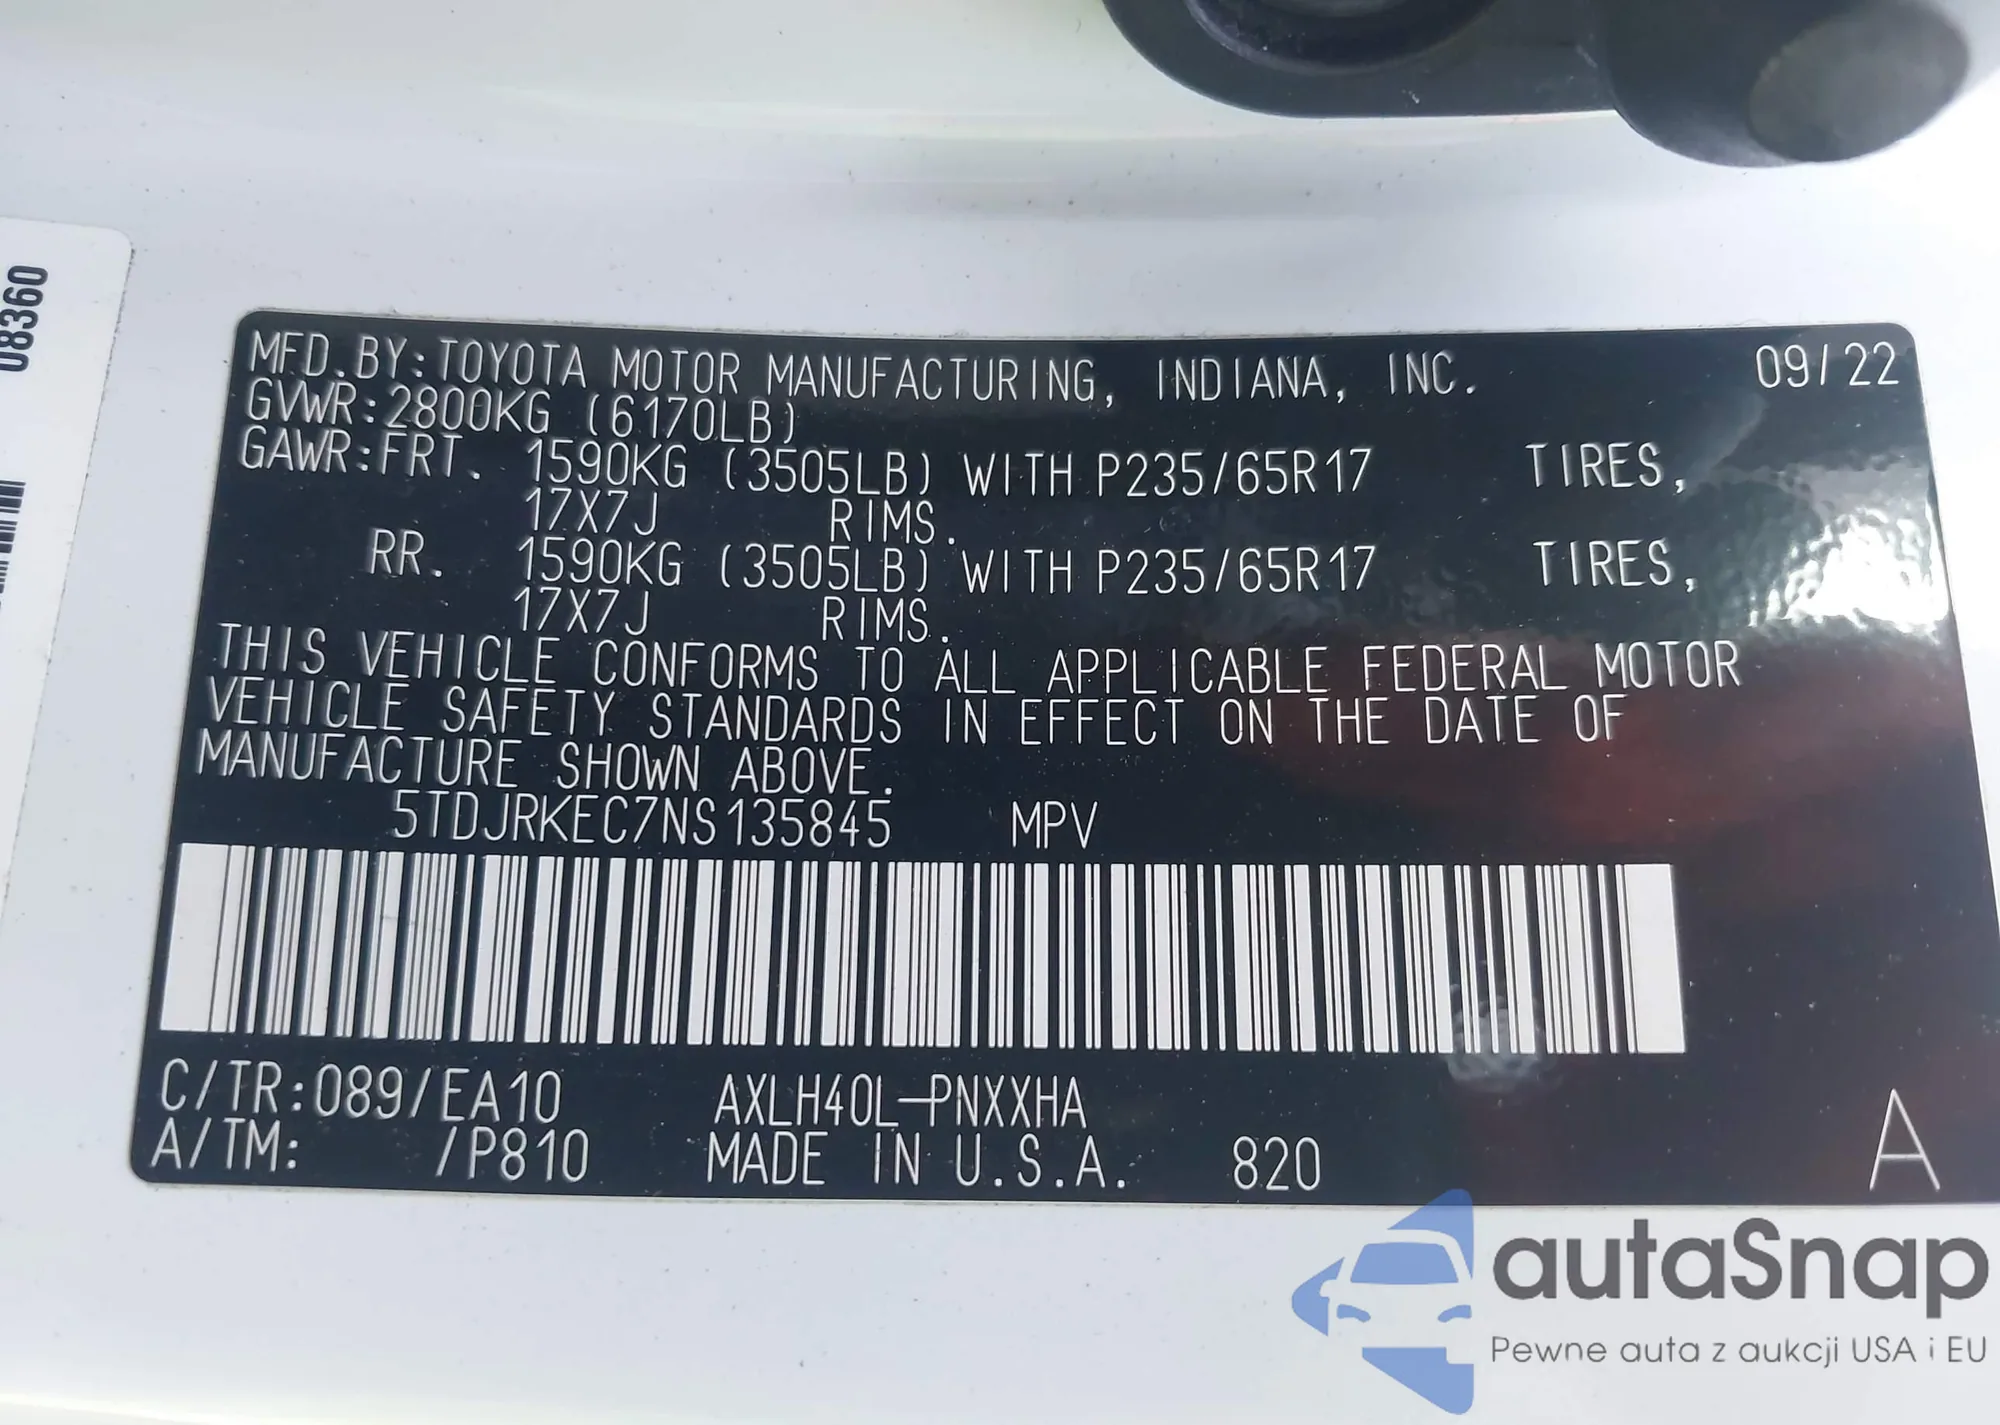 08360
MFD.BY:TOYOTA MOTOR MANUFACTURING, INDIANA, INC. 09/22
GVWR:2800KG (6170LB)
GAWR:FRT. 1590KG (3505LB) WITH P235/65R17 TIRES,
17X7J RIMS.
RR. 1590KG (3505LB) WITH P235/65R17 TIRES,
17X7J RIMS.
THIS VEHICLE CONFORMS TO ALL APPLICABLE FEDERAL MOTOR
VEHICLE SAFETY STANDARDS IN EFFECT ON THE DATE OF
MANUFACTURE SHOWN ABOVE.
5TDJRKEC7NS135845 MPV
C/TR:089/EA10 AXLH40L-PNXXHA
A/TM: /P810 MADE IN U.S.A. 820 A
autaSnap
Pewne auta z aukcji USA i EU